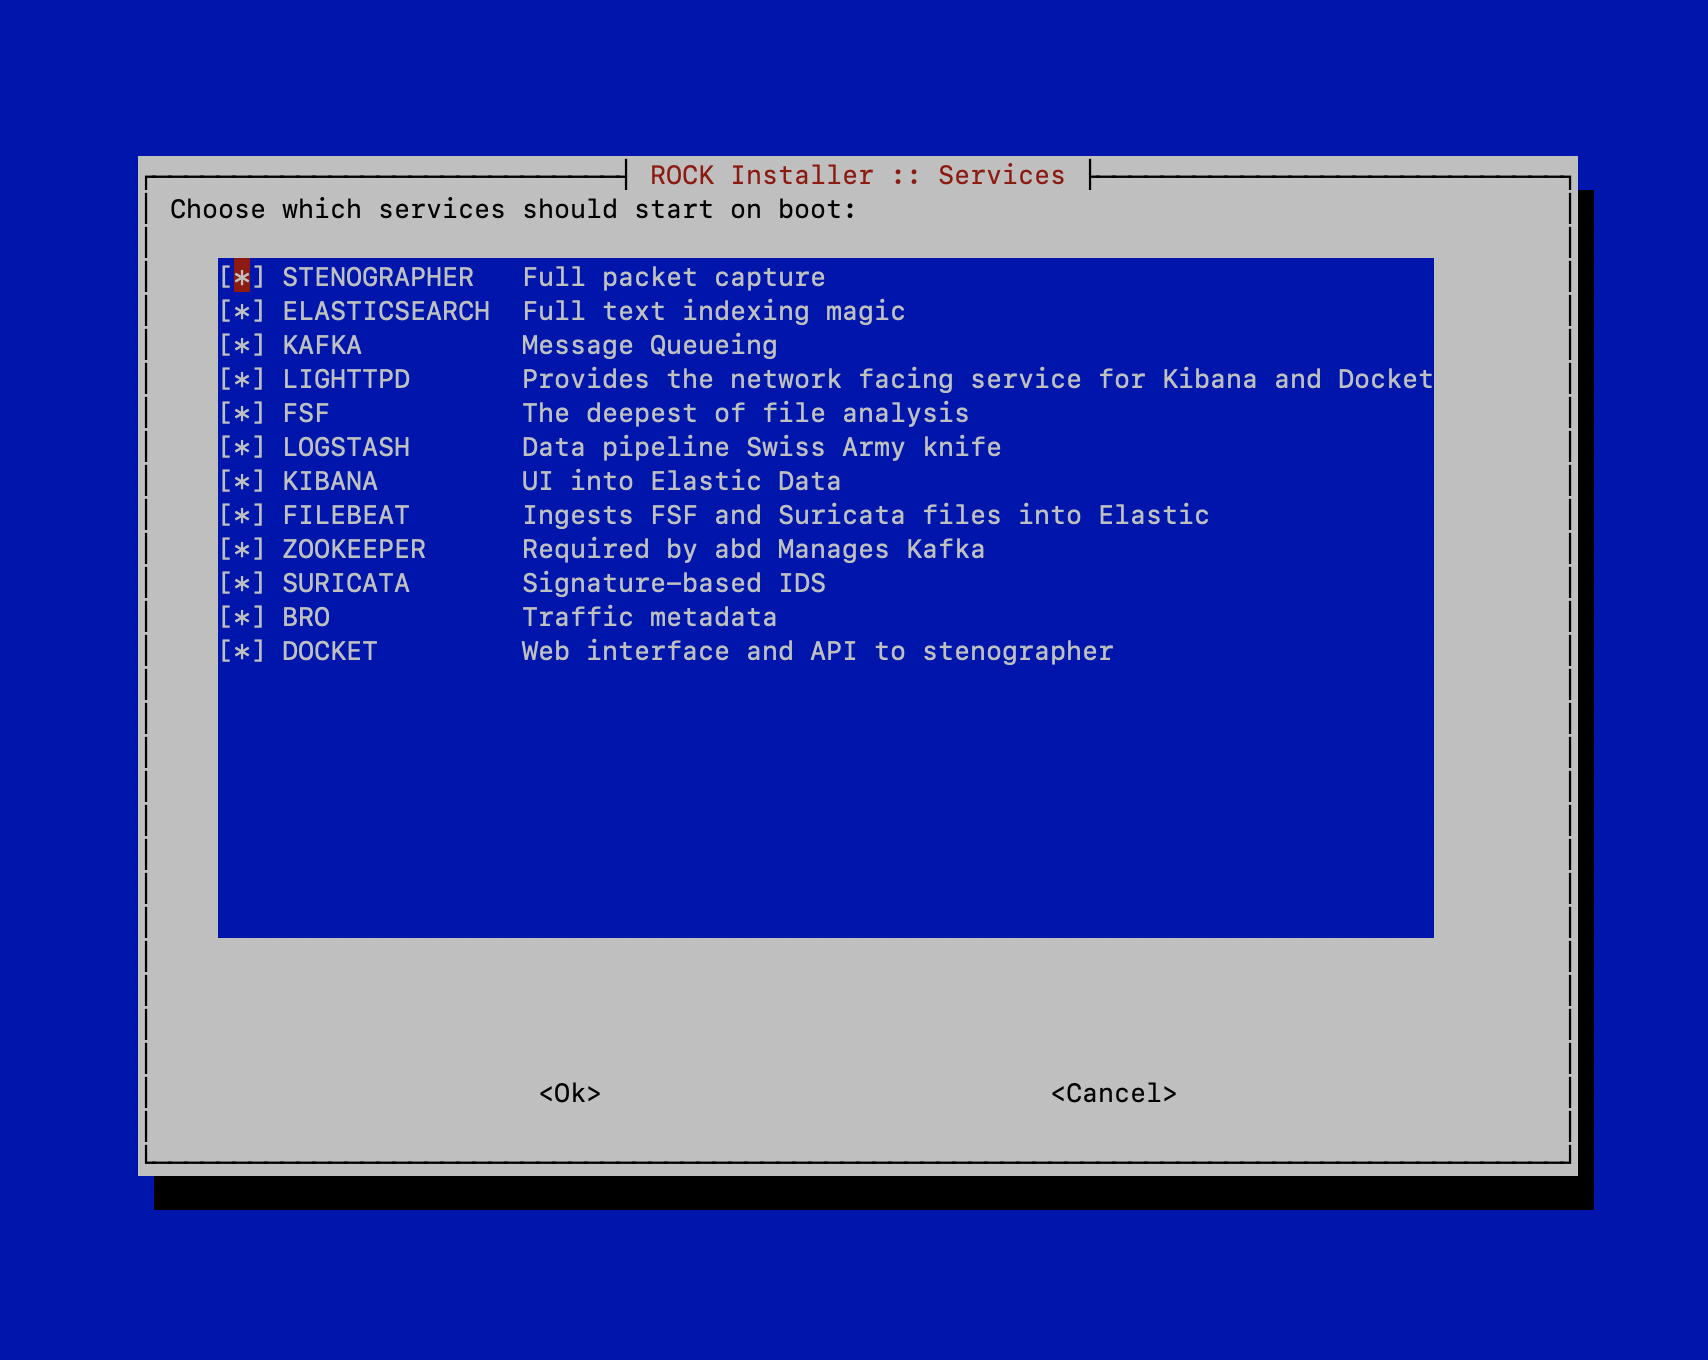 ROCK Installer :: Services
Choose which services should start on boot:
[*] STENOGRAPHER Full packet capture
[*] ELASTICSEARCH Full text indexing magic
[*] KAFKA Message Queueing
[*] LIGHTTPD Provides the network facing service for Kibana and Docket
[*] FSF The deepest of file analysis
[*] LOGSTASH Data pipeline Swiss Army knife
[*] KIBANA UI into Elastic Data
[*] FILEBEAT Ingests FSF and Suricata files into Elastic
[*] ZOOKEEPER Required by abd Manages Kafka
[*] SURICATA Signature-based IDS
[*] BRO Traffic metadata
[*] DOCKET Web interface and API to stenographer
<Ok> <Cancel>